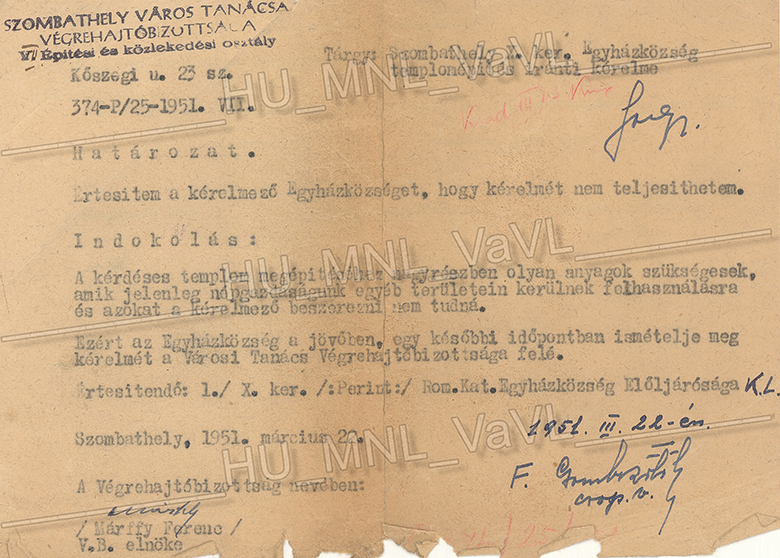 SZOMBATHELY VÁROS TANÁCSA
VÉGREHAJTÓBIZOTTSÁGA
VI. Építési és közlekedési osztály
Kőszegi u. 23 sz.
374-P/25-1951. VII.
Tárgy: Szombathely X. ker. Egyházközség
templomépítés iránti kérelme
Határozat.
Értesitem a kérelmező Egyházközséget, hogy kérelmét nem teljesithetem.
Indokolás:
A kérdéses templom megépitéséhez nagyrészben olyan anyagok szükségesek,
amik jelenleg népgazdaságunk egyéb területein kerülnek felhasználásra
és azokat a kérelmező beszerezni nem tudná.
Ezért az Egyházközség a jövőben, egy későbbi időpontban ismételje meg
kérelmét a Városi Tanács Végrehajtóbizottsága felé.
Értesitendő: 1./ X. ker. /:Perint:/ Rom.Kat.Egyházközség Előljárósága K.L.
Szombathely, 1951. március 22.
1951. III. 22-én.
F.
csop. v.
A Végrehajtóbizottság nevében:
/ Márffy Ferenc /
V.B. elnöke
HU_MNL_VaVL
HU_MNL_VaVL
HU_MNL_VaVL